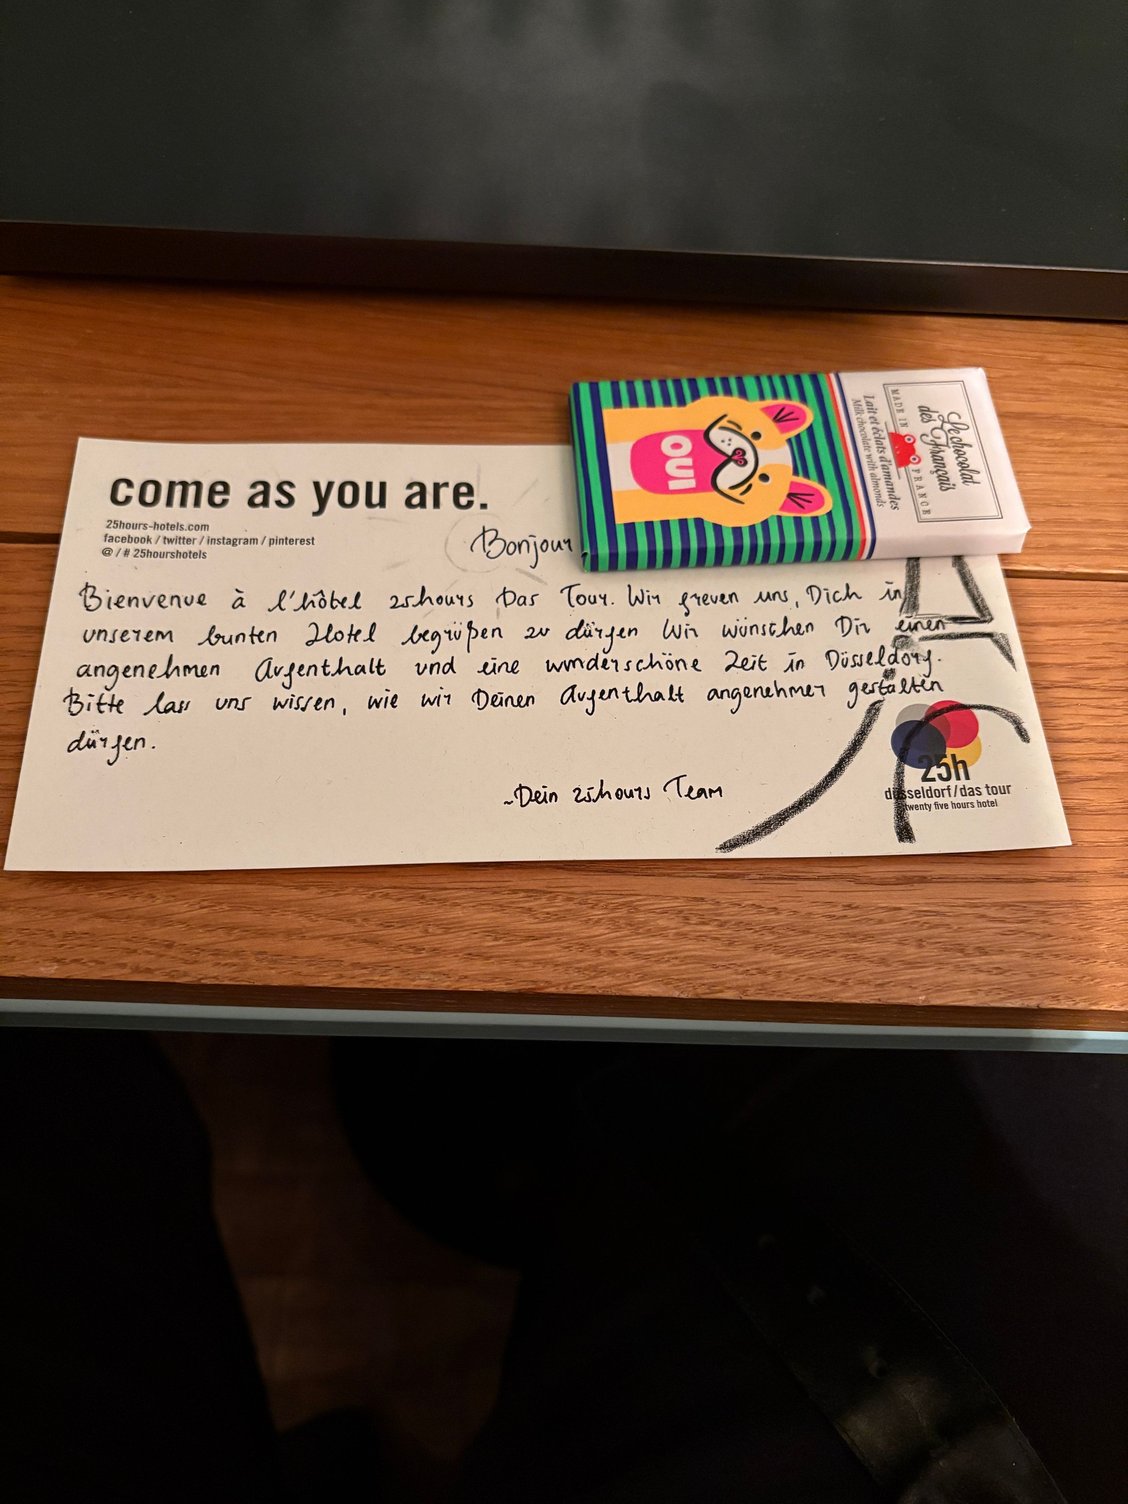 come as you are.
25hours-hotels.com
facebook / twitter / instagram / pinterest
@ / # 25hourshotels
Bonjour
Bienvenue à l'hôtel 25hours Das Tour. Wir freuen uns, Dich in
unserem bunten Hotel begrüßen zu dürfen Wir wünschen Dir einen
angenehmen Aufenthalt und eine wunderschöne Zeit in Düsseldorf.
Bitte lass uns wissen, wie wir Deinen Aufenthalt angenehmer gestalten
dürfen.
~Dein 25hours Team
25h
düsseldorf/das tour
twenty five hours hotel
OUI
Le chocolat
des Français
MADE IN FRANCE
Lait et éclats d'amandes
Milk chocolate with almonds